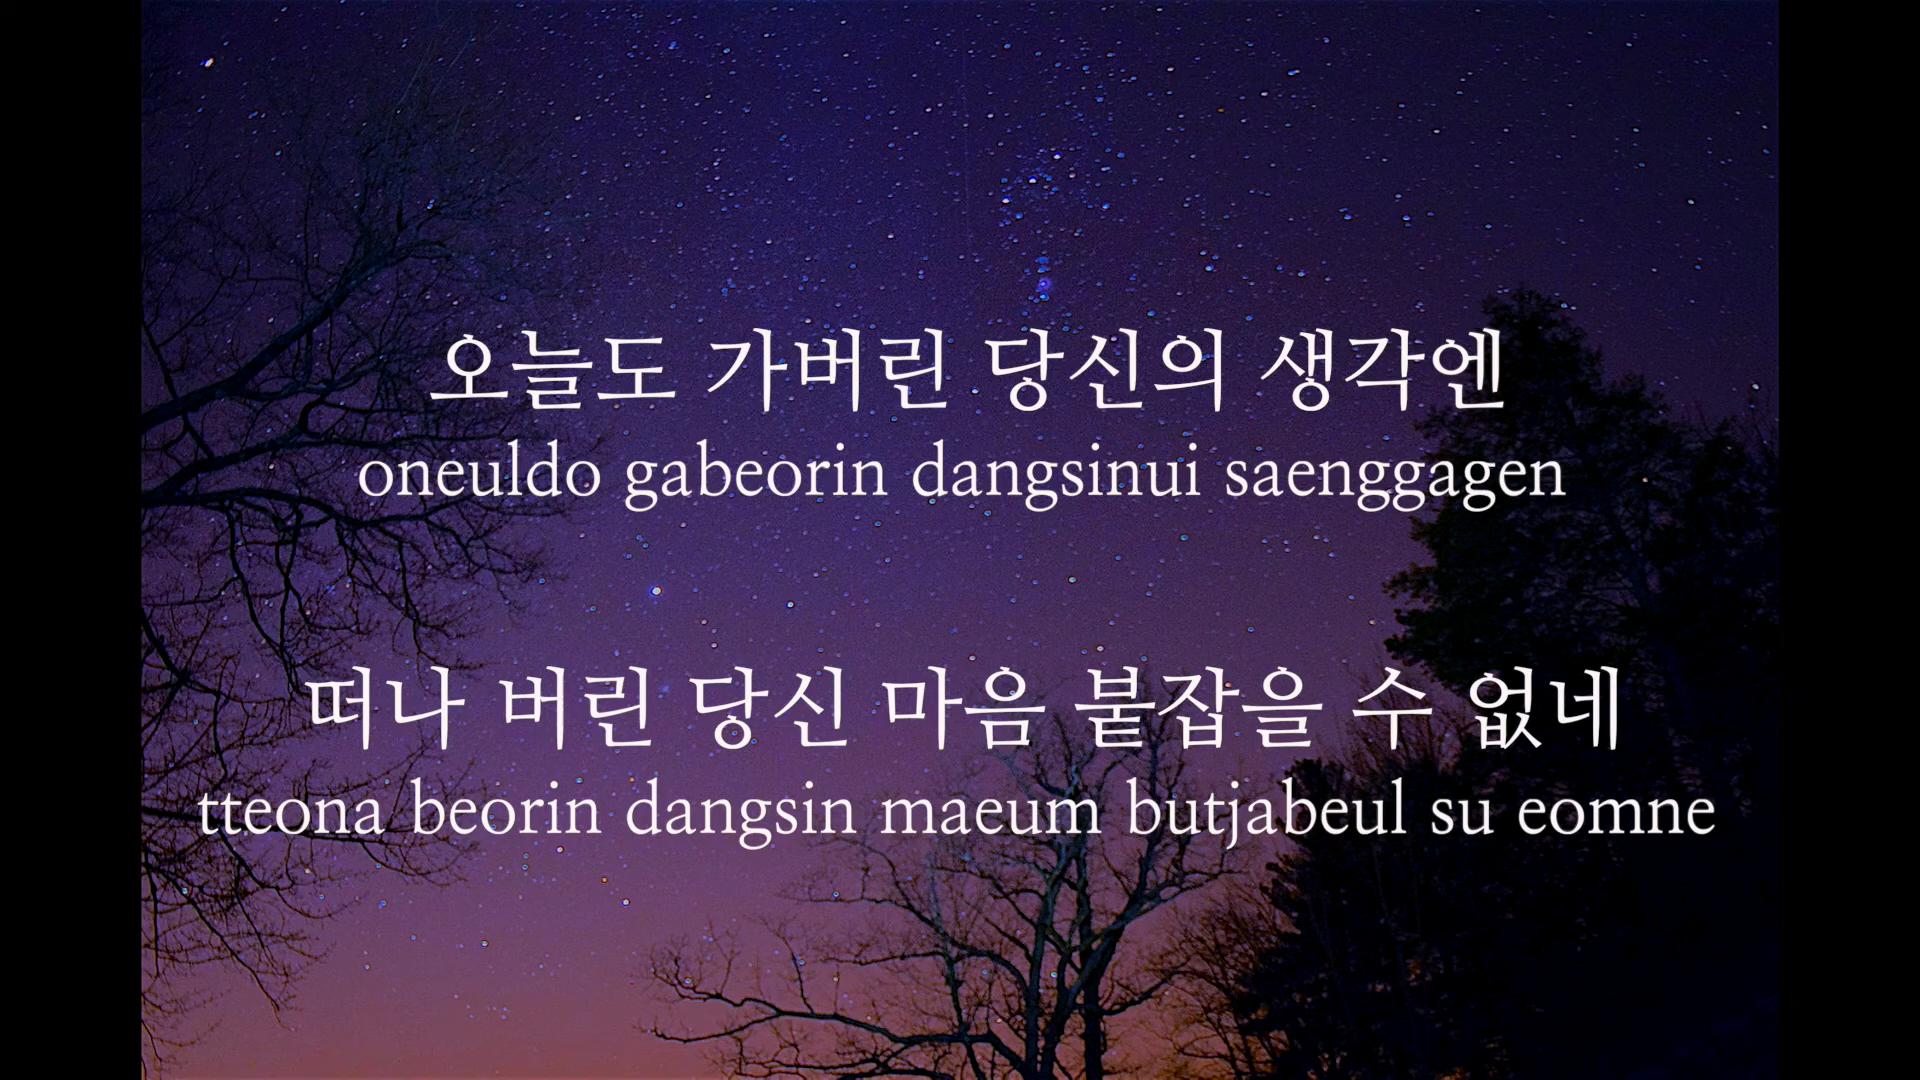 오늘도 가버린 당신의 생각엔
oneuldo gabeorin dangsinui saenggagen
떠나 버린 당신 마음 붙잡을 수 없네
tteona beorin dangsin maeum butjabeul su eomne